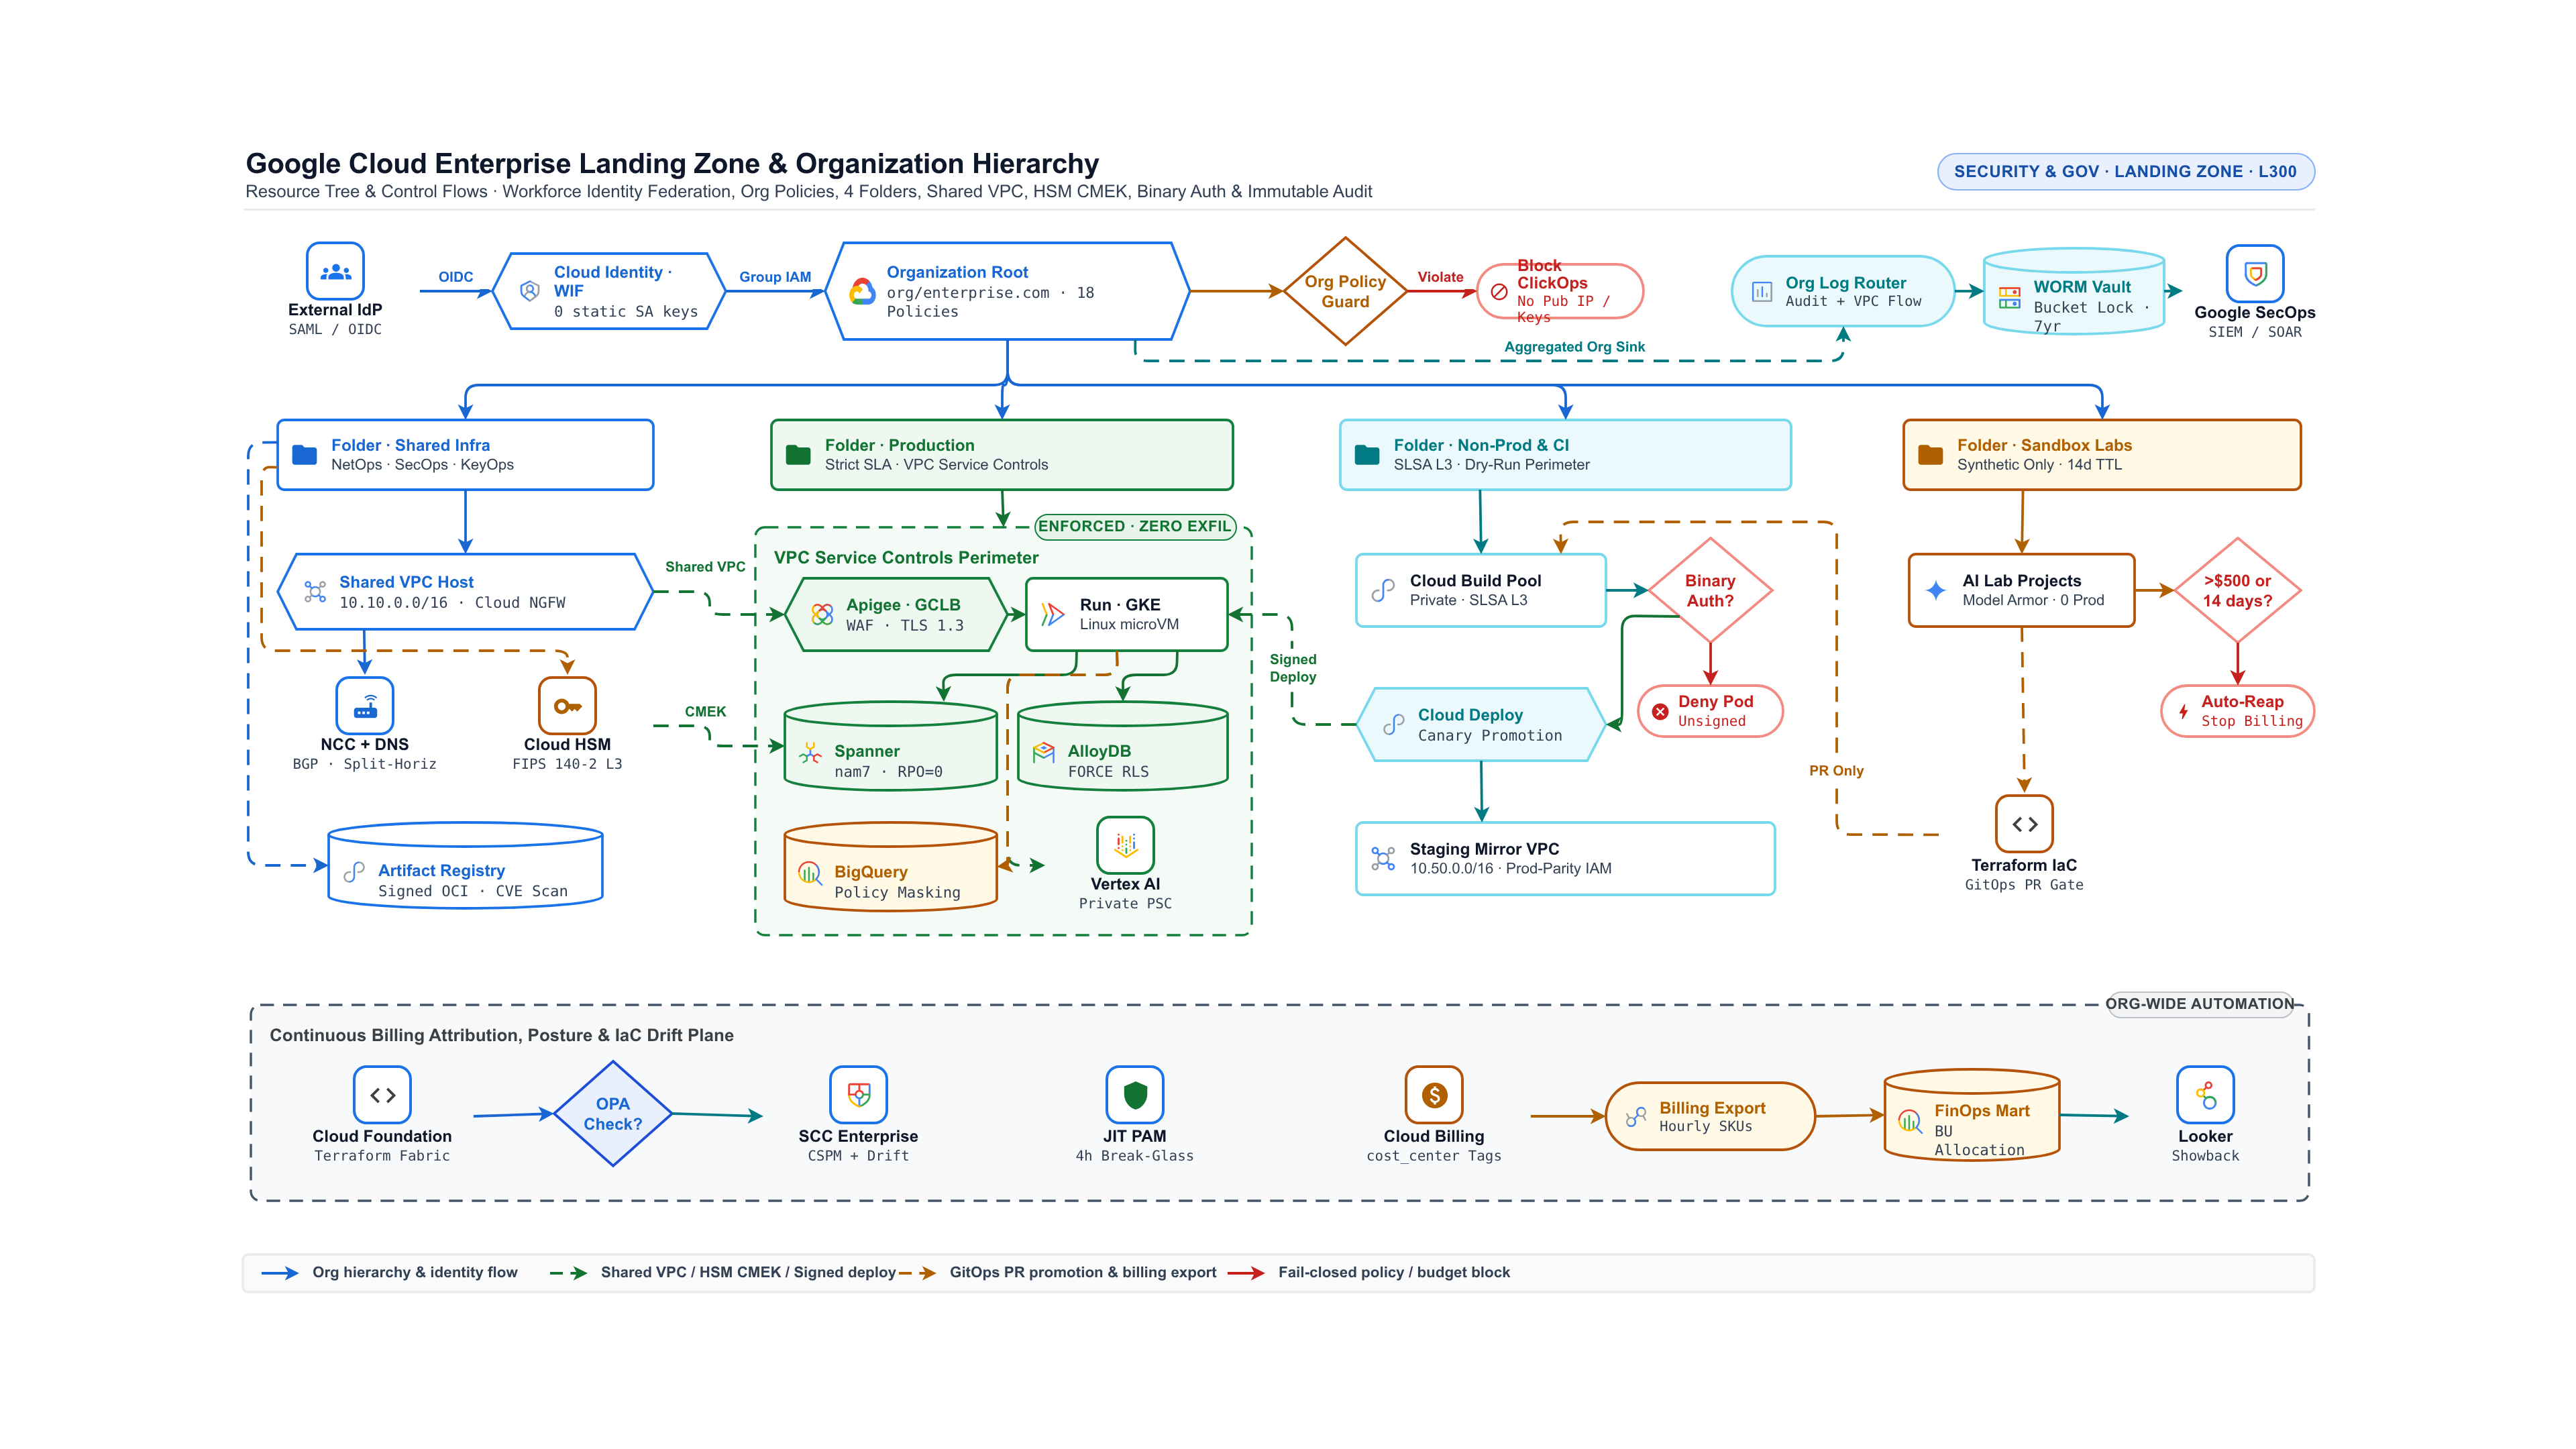 Google Cloud Enterprise Landing Zone & Organization Hierarchy
Resource Tree & Control Flows · Workforce Identity Federation, Org Policies, 4 Folders, Shared VPC, HSM CMEK, Binary Auth & Immutable Audit
SECURITY & GOV · LANDING ZONE · L300
External IdP
SAML / OIDC
OIDC
Cloud Identity ·
WIF
0 static SA keys
Group IAM
Organization Root
org/enterprise.com · 18
Policies
Org Policy
Guard
Violate
Block
ClickOps
No Pub IP /
Keys
Org Log Router
Audit + VPC Flow
WORM Vault
Bucket Lock ·
7yr
Google SecOps
SIEM / SOAR
Aggregated Org Sink
Folder · Shared Infra
NetOps · SecOps · KeyOps
Folder · Production
Strict SLA · VPC Service Controls
Folder · Non-Prod & CI
SLSA L3 · Dry-Run Perimeter
Folder · Sandbox Labs
Synthetic Only · 14d TTL
Shared VPC Host
10.10.0.0/16 · Cloud NGFW
Shared VPC
NCC + DNS
BGP · Split-Horiz
Cloud HSM
FIPS 140-2 L3
CMEK
Artifact Registry
Signed OCI · CVE Scan
ENFORCED · ZERO EXFIL
VPC Service Controls Perimeter
Apigee · GCLB
WAF · TLS 1.3
Run · GKE
Linux microVM
Spanner
nam7 · RPO=0
AlloyDB
FORCE RLS
BigQuery
Policy Masking
Vertex AI
Private PSC
Signed
Deploy
Cloud Build Pool
Private · SLSA L3
Binary
Auth?
Deny Pod
Unsigned
Cloud Deploy
Canary Promotion
Staging Mirror VPC
10.50.0.0/16 · Prod-Parity IAM
PR Only
AI Lab Projects
Model Armor · 0 Prod
>$500 or
14 days?
Auto-Reap
Stop Billing
Terraform IaC
GitOps PR Gate
ORG-WIDE AUTOMATION
Continuous Billing Attribution, Posture & IaC Drift Plane
Cloud Foundation
Terraform Fabric
OPA
Check?
SCC Enterprise
CSPM + Drift
JIT PAM
4h Break-Glass
Cloud Billing
cost_center Tags
Billing Export
Hourly SKUs
FinOps Mart
BU
Allocation
Looker
Showback
Org hierarchy & identity flow
Shared VPC / HSM CMEK / Signed deploy
GitOps PR promotion & billing export
Fail-closed policy / budget block